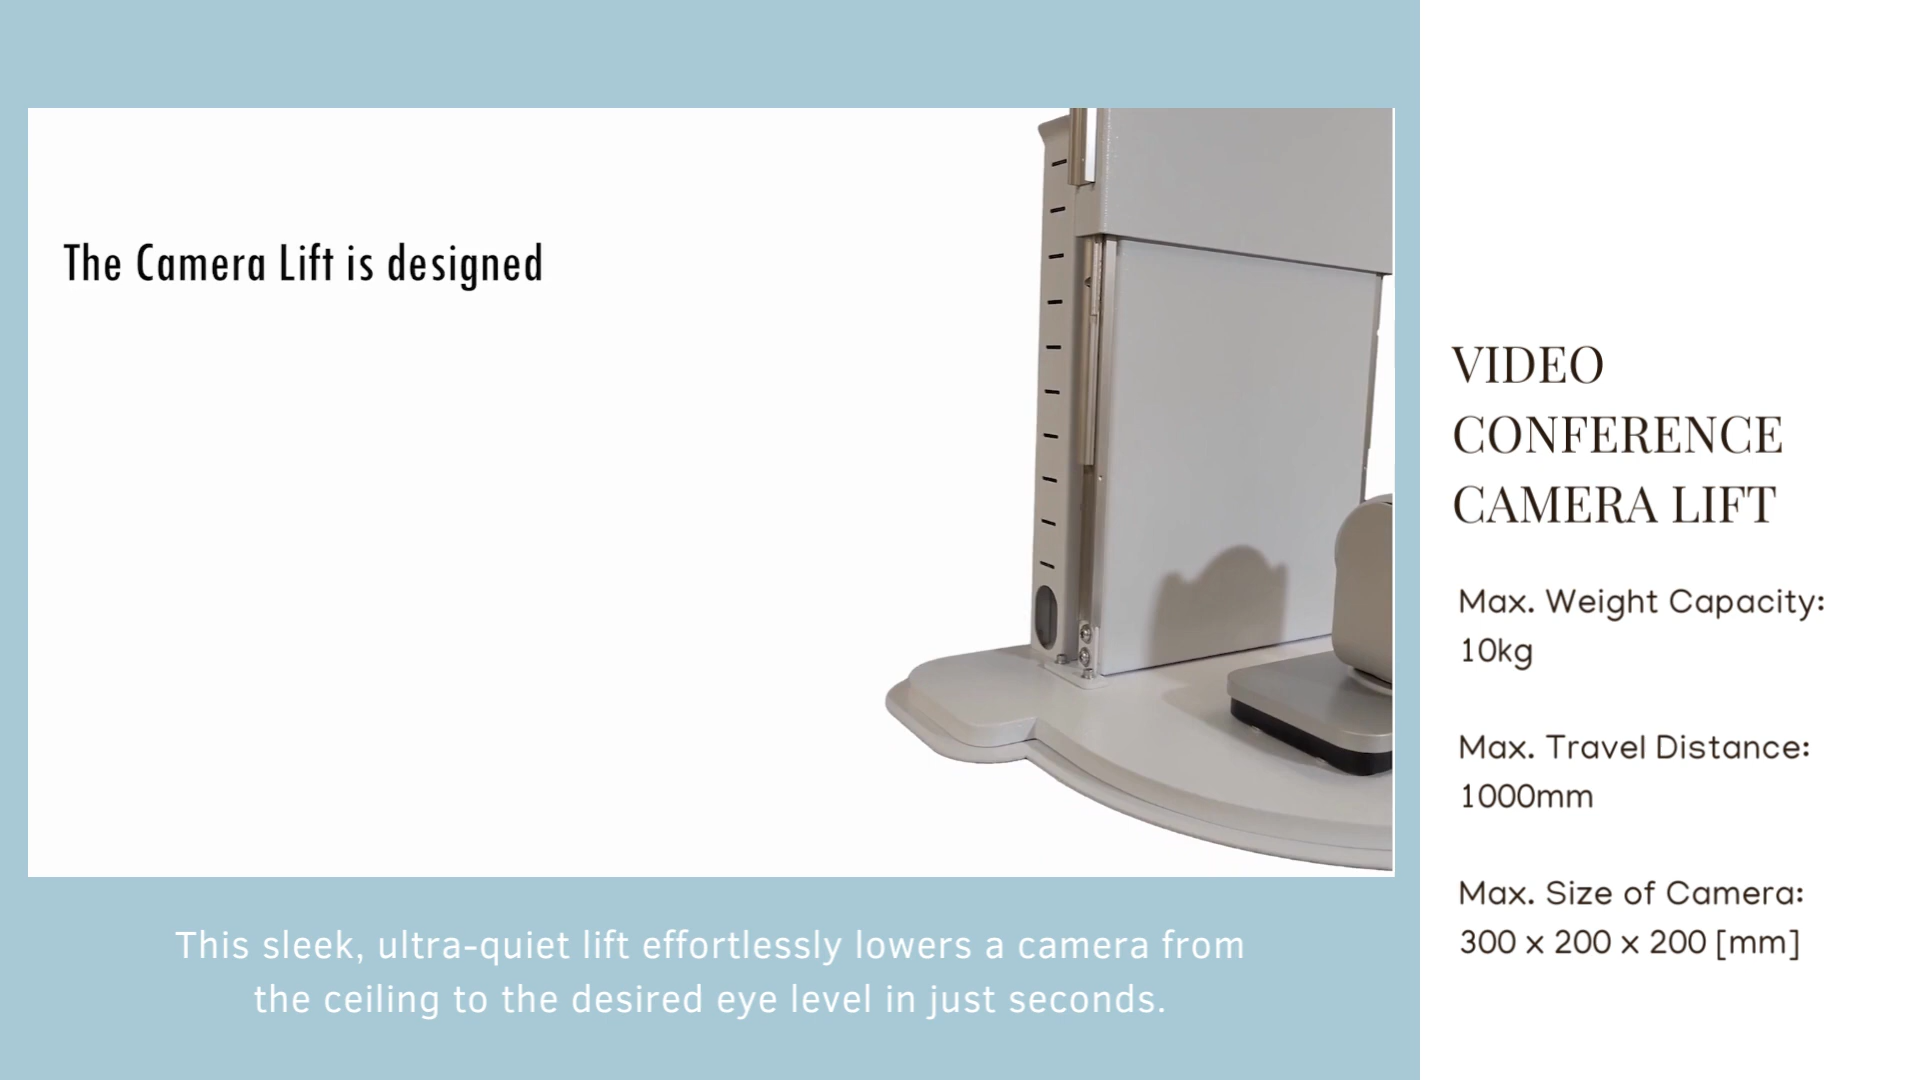 The Camera Lift is designed
This sleek, ultra-quiet lift effortlessly lowers a camera from
the ceiling to the desired eye level in just seconds.
VIDEO
CONFERENCE
CAMERA LIFT
Max. Weight Capacity:
10kg
Max. Travel Distance:
1000mm
Max. Size of Camera:
300 x 200 x 200 [mm]